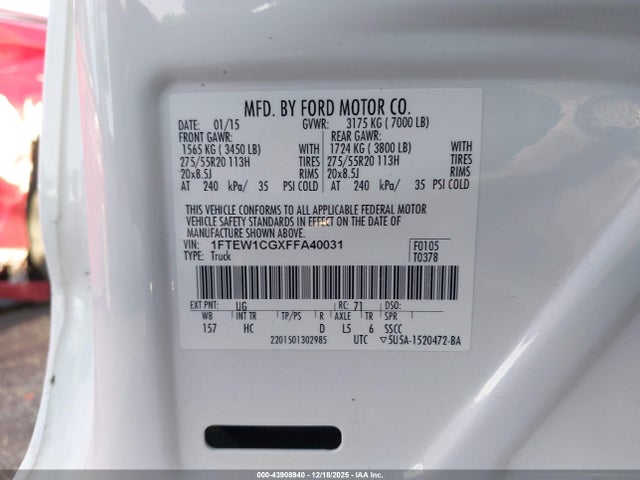 MFD. BY FORD MOTOR CO.
DATE: 01/15 GVWR: 3175 KG ( 7000 LB)
FRONT GAWR: REAR GAWR:
1565 KG ( 3450 LB) WITH 1724 KG ( 3800 LB) WITH
275/55R20 113H TIRES 275/55R20 113H TIRES
20x8.5J RIMS 20x8.5J RIMS
AT 240 kPa/ 35 PSI COLD AT 240 kPa/ 35 PSI COLD
THIS VEHICLE CONFORMS TO ALL APPLICABLE FEDERAL MOTOR
VEHICLE SAFETY STANDARDS IN EFFECT ON THE DATE OF
MANUFACTURE SHOWN ABOVE.
VIN: 1FTEW1CGXFFA40031 F0105
TYPE: Truck T0378
EXT PNT: UG RC: 71 DSO:
WB INT TR TP/PS R AXLE TR SPR
157 HC D L5 6 SSCC
2201501302985 UTC ▽5U5A-1520472-BA
000-43908940 - 12/18/2025 - IAA Inc.